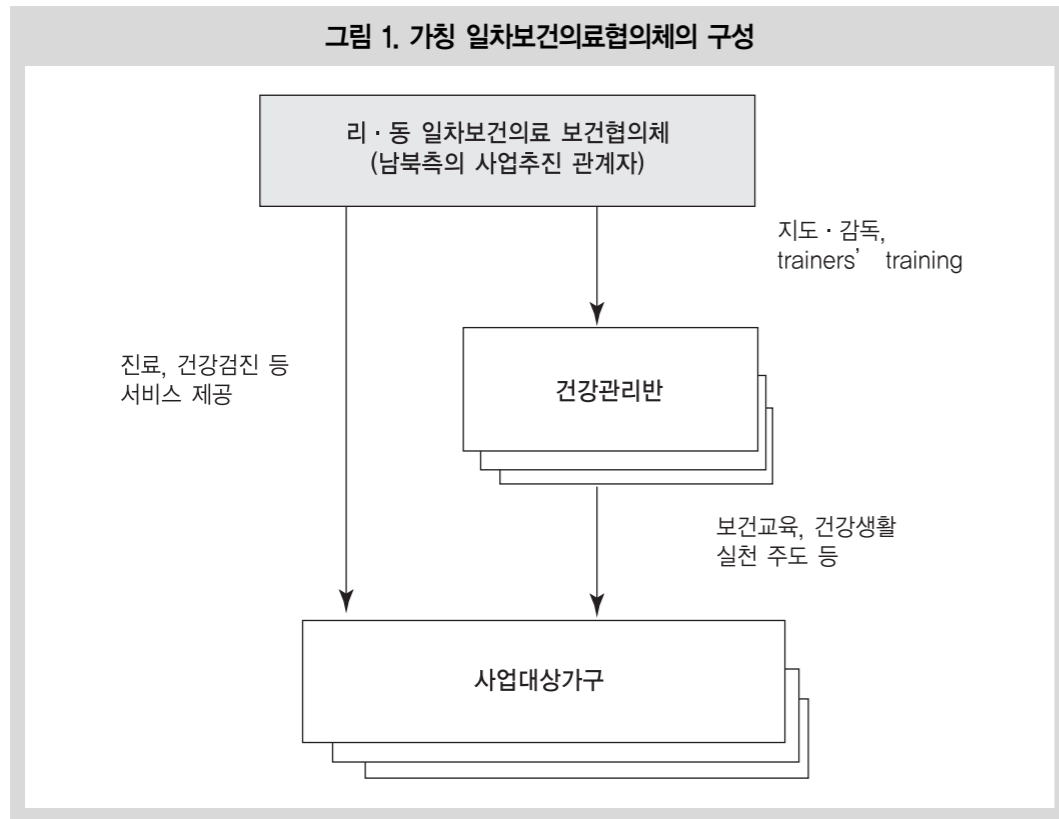 그림 1. 가칭 일차보건의료협의체의 구성
리·동 일차보건의료 보건협의체
(남북측의 사업추진 관계자)
지도·감독,
trainers’ training
진료, 건강검진 등
서비스 제공
건강관리반
보건교육, 건강생활
실천 주도 등
사업대상가구